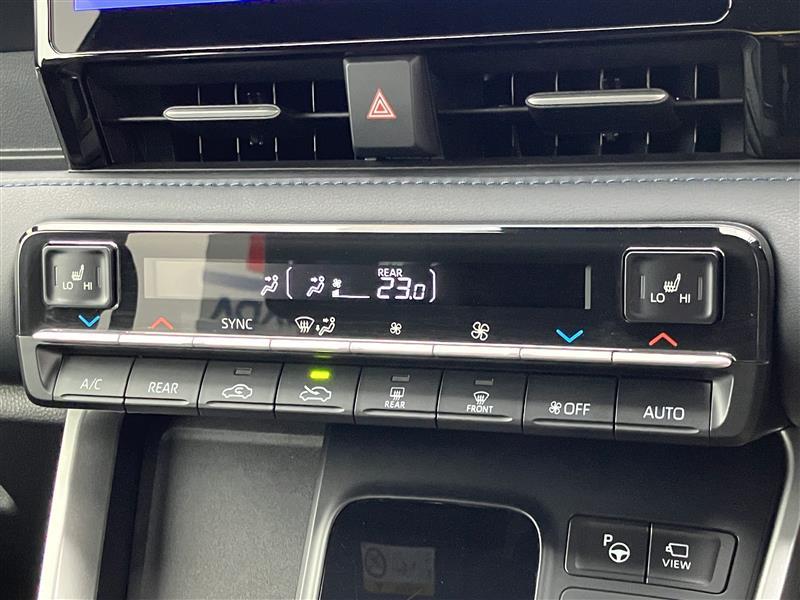 REAR
23.0
LO HI
LO HI
SYNC
A/C
REAR
REAR
FRONT
OFF
AUTO
P
VIEW